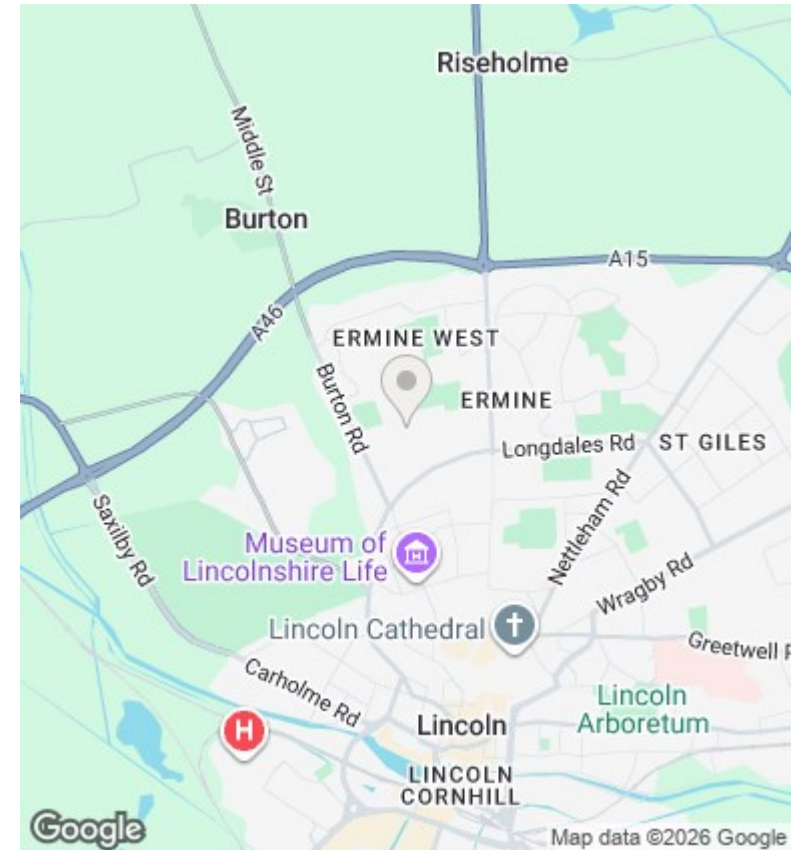 Riseholme
Middle St
Burton
A15
A46
ERMINE WEST
Burton Rd
ERMINE
Longdales Rd
ST GILES
Saxilby Rd
Nettleham Rd
Museum of
Lincolnshire Life
Wragby Rd
Lincoln Cathedral
Greetwell R
Carholme Rd
Lincoln
Arboretum
H
Lincoln
LINCOLN
CORNHILL
Google
Map data ©2026 Google